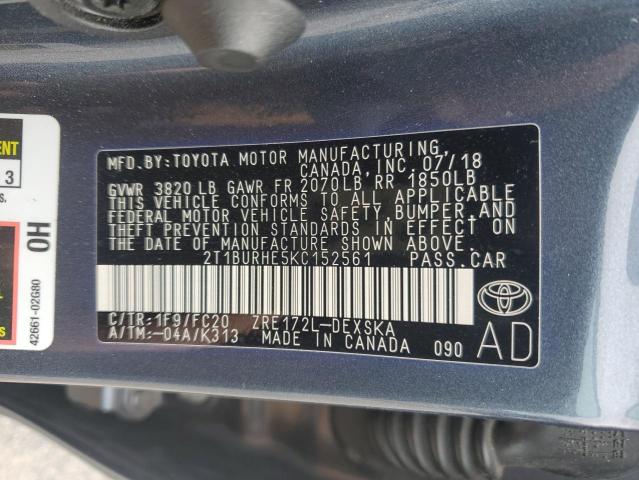 MFD.BY:TOYOTA MOTOR MANUFACTURING,
CANADA, INC. 07/18
GVWR 3820 LB GAWR FR 2070LB RR 1850LB
THIS VEHICLE CONFORMS TO ALL APPLICABLE
FEDERAL MOTOR VEHICLE SAFETY, BUMPER, AND
THEFT PREVENTION STANDARDS IN EFFECT ON
THE DATE OF MANUFACTURE SHOWN ABOVE.
2T1BURHE5KC152561 PASS.CAR
C/TR:1F9/FC20 ZRE172L-DEXSKA
A/TM:-04A/K313 MADE IN CANADA 090
AD
0H
42661-02G80